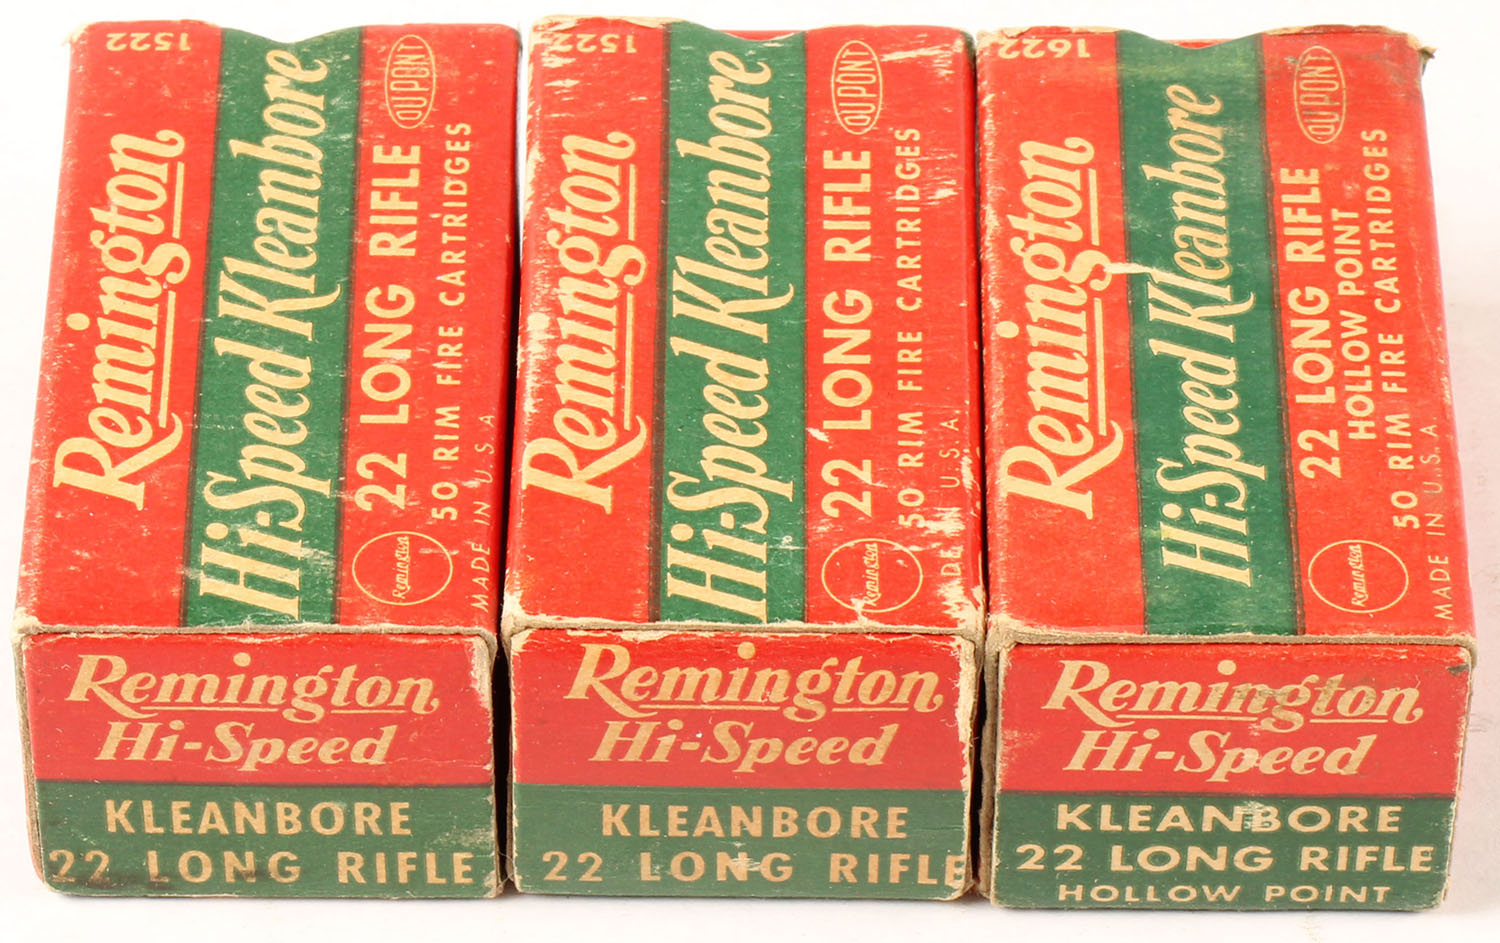 1522
Remington
Hi-Speed Kleanbore
DUPONT
22 LONG RIFLE
50 RIM FIRE CARTRIDGES
Remington
MADE IN U.S.A
Remington
Hi-Speed
KLEANBORE
22 LONG RIFLE
1522
Remington
Hi-Speed Kleanbore
DUPONT
22 LONG RIFLE
50 RIM FIRE CARTRIDGES
Remington
MADE U.S.A.
Remington
Hi-Speed
KLEANBORE
22 LONG RIFLE
1622
Remington
Hi-Speed Kleanbore
DUPONT
22 LONG RIFLE
HOLLOW POINT
50 RIM FIRE CARTRIDGES
Remington
MADE IN U.S.A.
Remington
Hi-Speed
KLEANBORE
22 LONG RIFLE
HOLLOW POINT